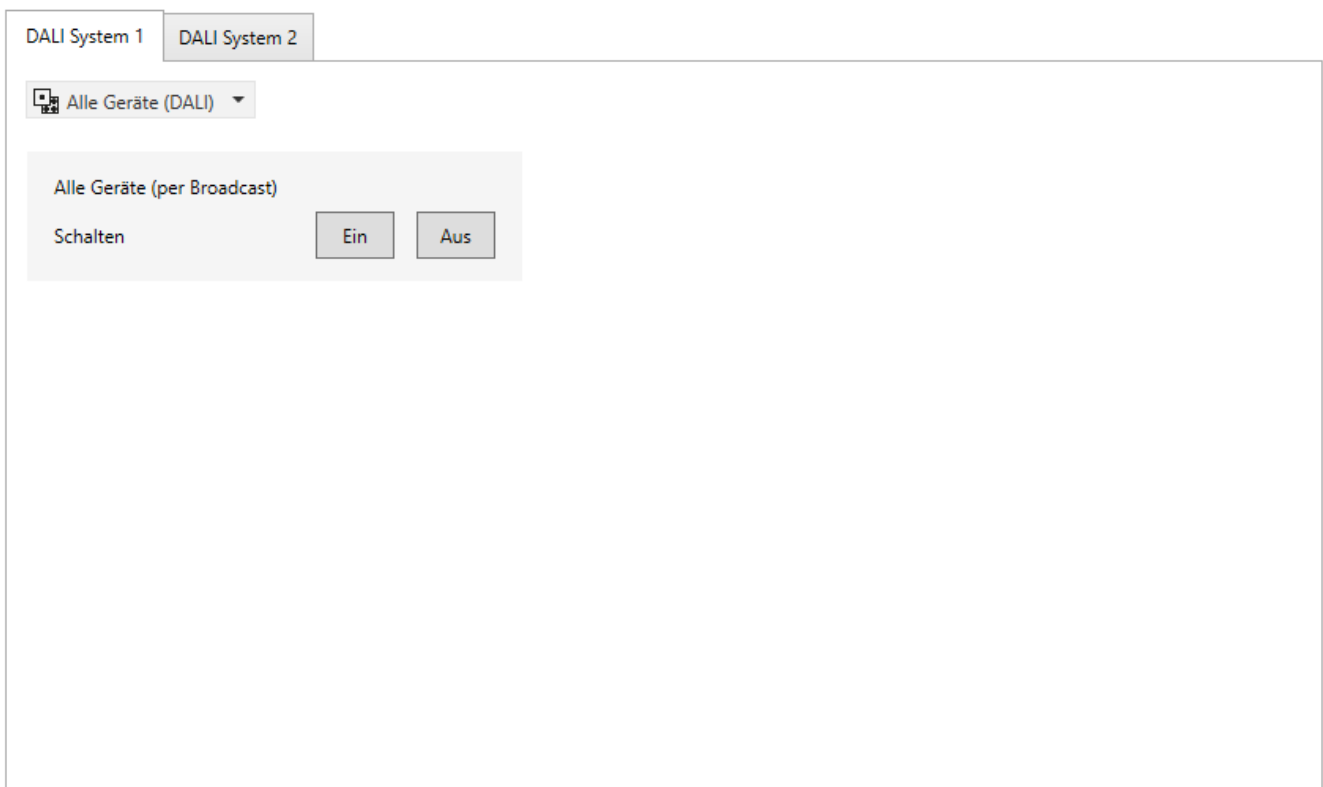 DALI System 1 DALI System 2
Alle Geräte (DALI)
Alle Geräte (per Broadcast)
Schalten Ein Aus